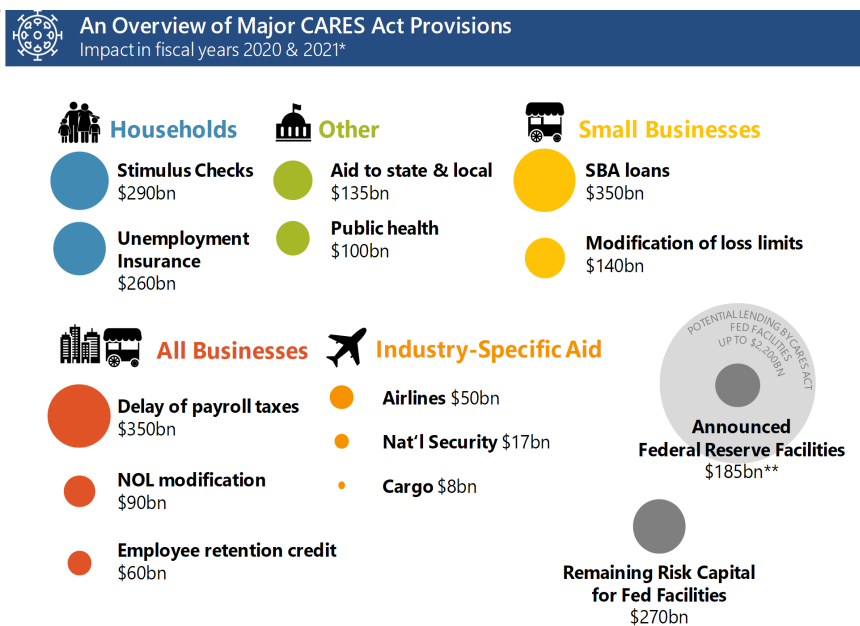 An Overview of Major CARES Act Provisions
Impact in fiscal years 2020 & 2021*
Households
Stimulus Checks
$290bn
Unemployment
Insurance
$260bn
Other
Aid to state & local
$135bn
Public health
$100bn
Small Businesses
SBA loans
$350bn
Modification of loss limits
$140bn
All Businesses
Delay of payroll taxes
$350bn
NOL modification
$90bn
Employee retention credit
$60bn
Industry-Specific Aid
Airlines $50bn
Nat'l Security $17bn
Cargo $8bn
POTENTIAL LENDING BY CARES ACT
FED FACILITIES
UP TO $2,200BN
Announced
Federal Reserve Facilities
$185bn**
Remaining Risk Capital
for Fed Facilities
$270bn